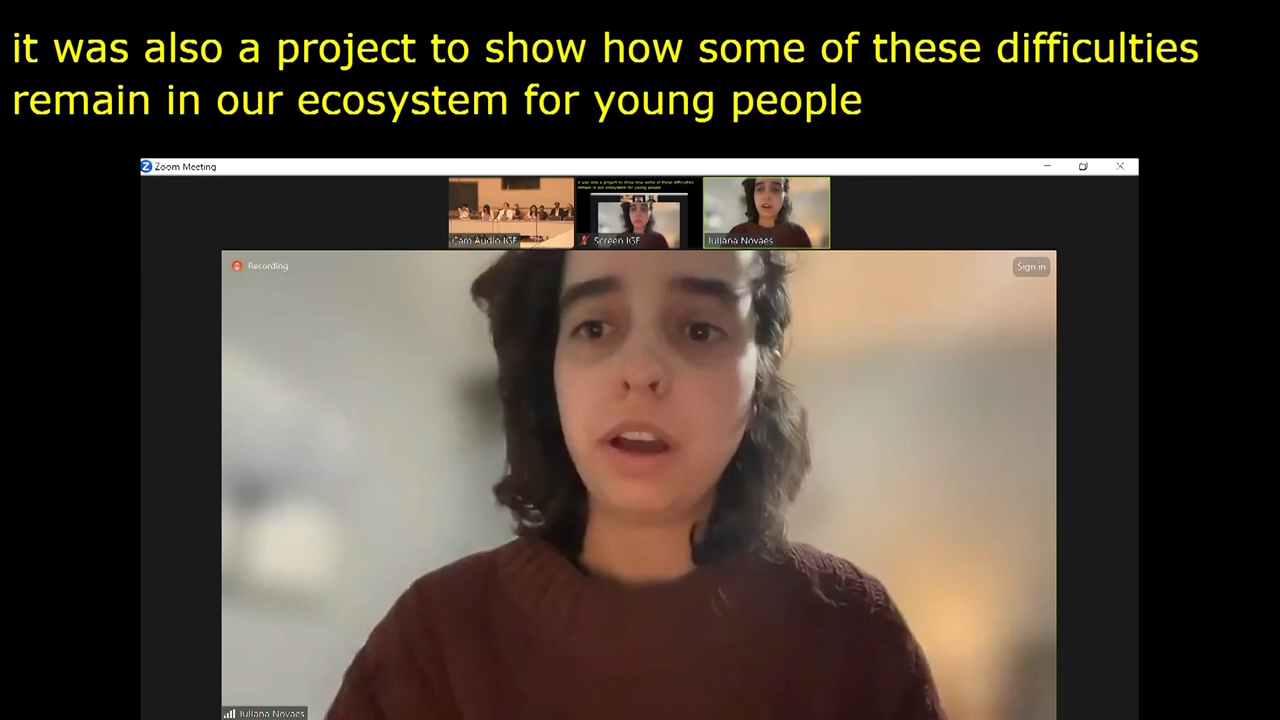 it was also a project to show how some of these difficulties
remain in our ecosystem for young people
Zoom Meeting
Cam Audio IGF
Screen IGF
Juliana Novaes
Recording
Sign in
Juliana Novaes